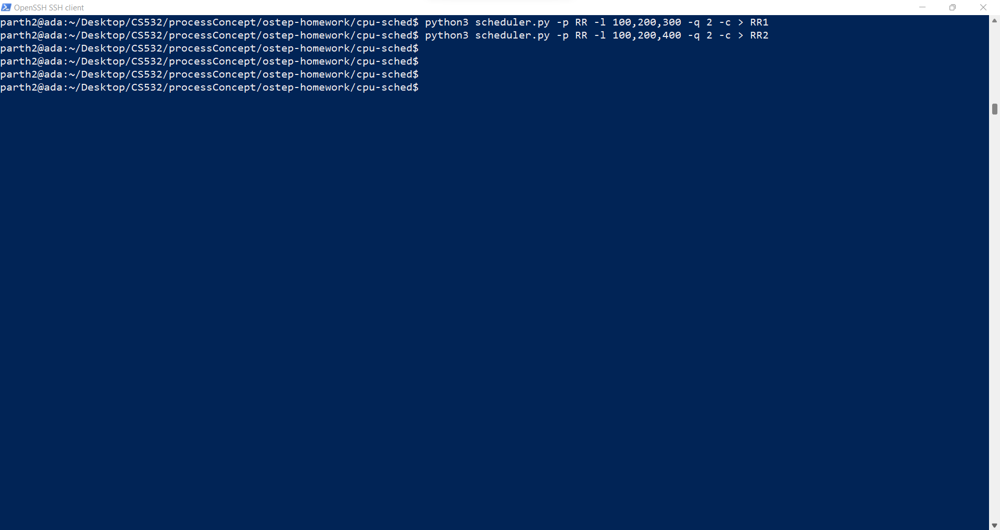 OpenSSH SSH client
parth2@ada:~/Desktop/CS532/processConcept/ostep-homework/cpu-sched$ python3 scheduler.py -p RR -l 100,200,300 -q 2 -c > RR1
parth2@ada:~/Desktop/CS532/processConcept/ostep-homework/cpu-sched$ python3 scheduler.py -p RR -l 100,200,400 -q 2 -c > RR2
parth2@ada:~/Desktop/CS532/processConcept/ostep-homework/cpu-sched$
parth2@ada:~/Desktop/CS532/processConcept/ostep-homework/cpu-sched$
parth2@ada:~/Desktop/CS532/processConcept/ostep-homework/cpu-sched$
parth2@ada:~/Desktop/CS532/processConcept/ostep-homework/cpu-sched$